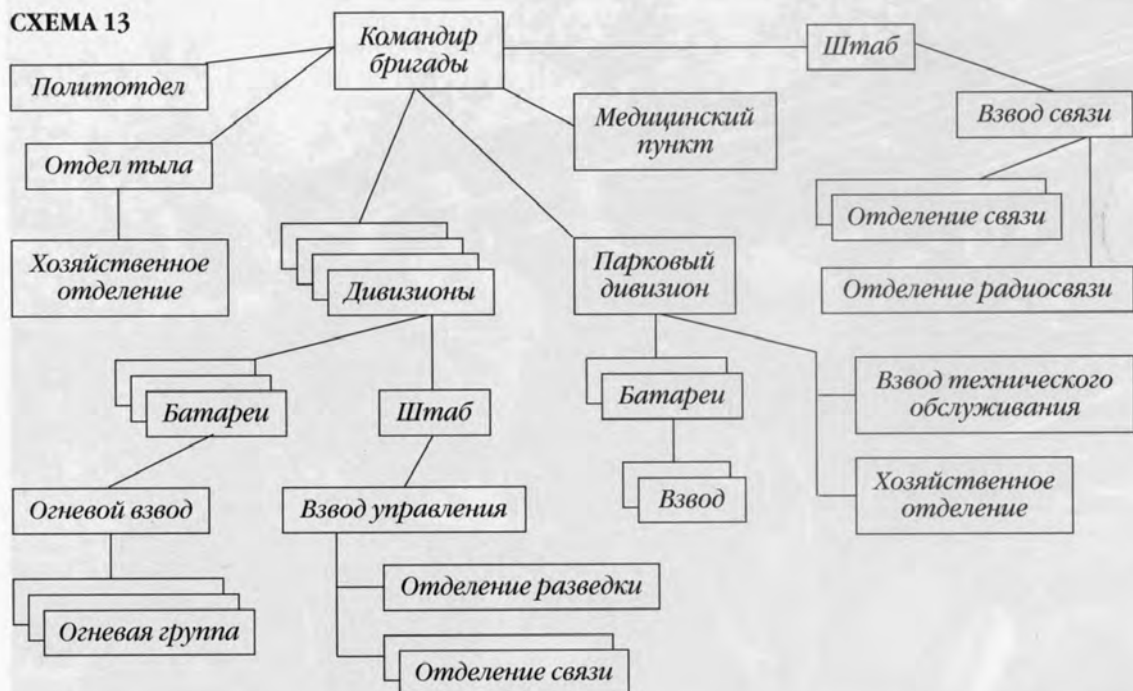 СХЕМА 13
Командир
бригады
Штаб
Политотдел
Медицинский
пункт
Взвод связи
Отдел тыла
Отделение связи
Хозяйственное
отделение
Дивизионы
Парковый
дивизион
Отделение радиосвязи
Батареи
Штаб
Батареи
Взвод технического
обслуживания
Огневой взвод
Взвод управления
Взвод
Хозяйственное
отделение
Отделение разведки
Огневая группа
Отделение связи